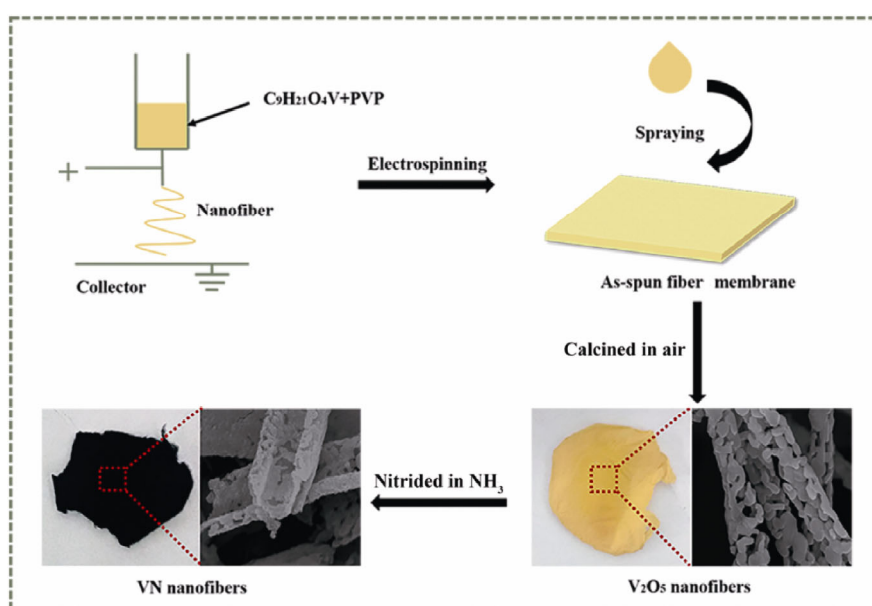 C₉H₂₁O₄V+PVP
Spraying
Electrospinning
+
Nanofiber
Collector
As-spun fiber membrane
Calcined in air
Nitrided in NH₃
VN nanofibers
V₂O₅ nanofibers